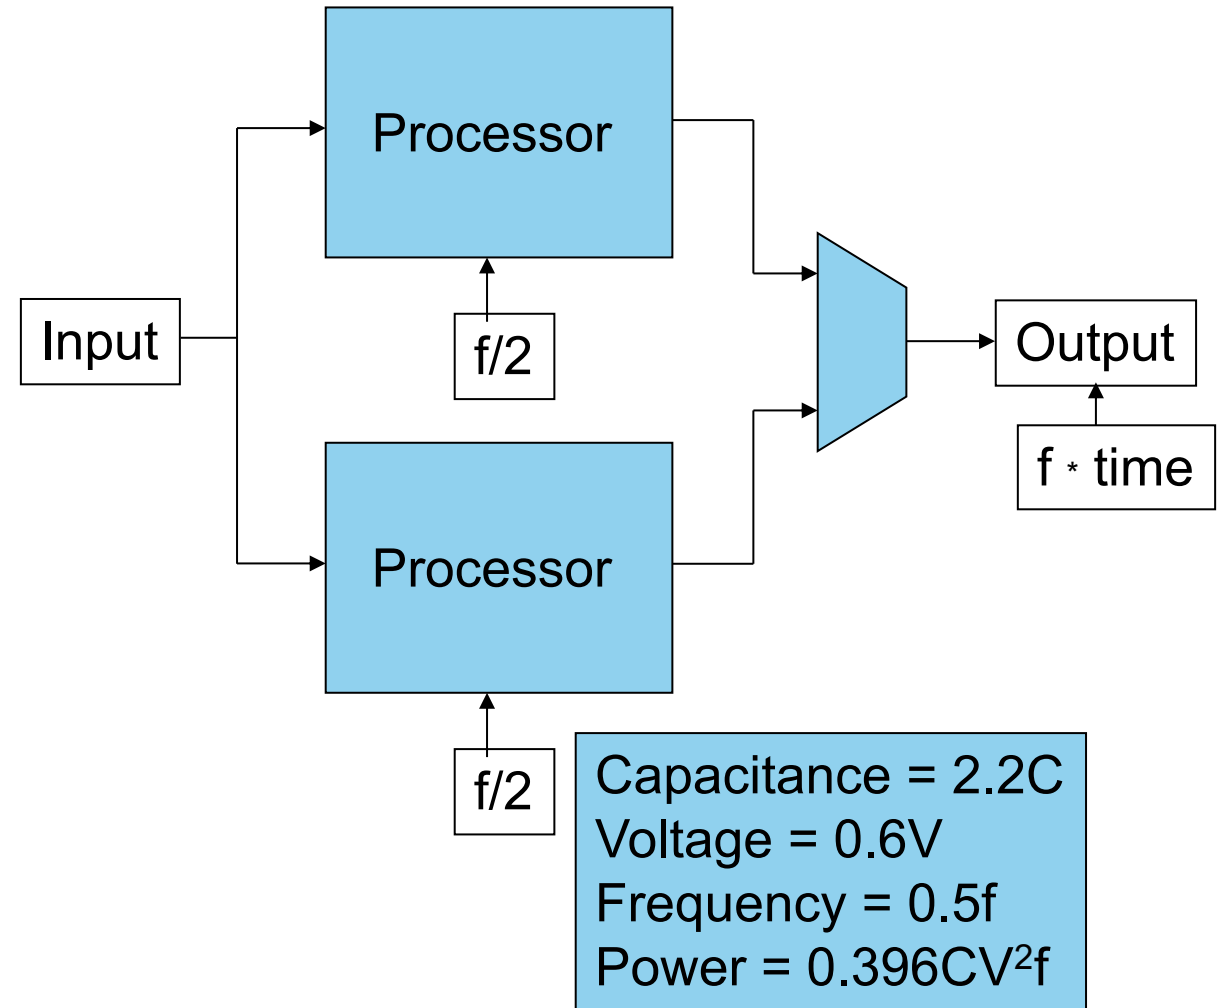 Processor
f/2
Input
Output
f * time
Processor
f/2
Capacitance = 2.2C
Voltage = 0.6V
Frequency = 0.5f
Power = 0.396CV²f